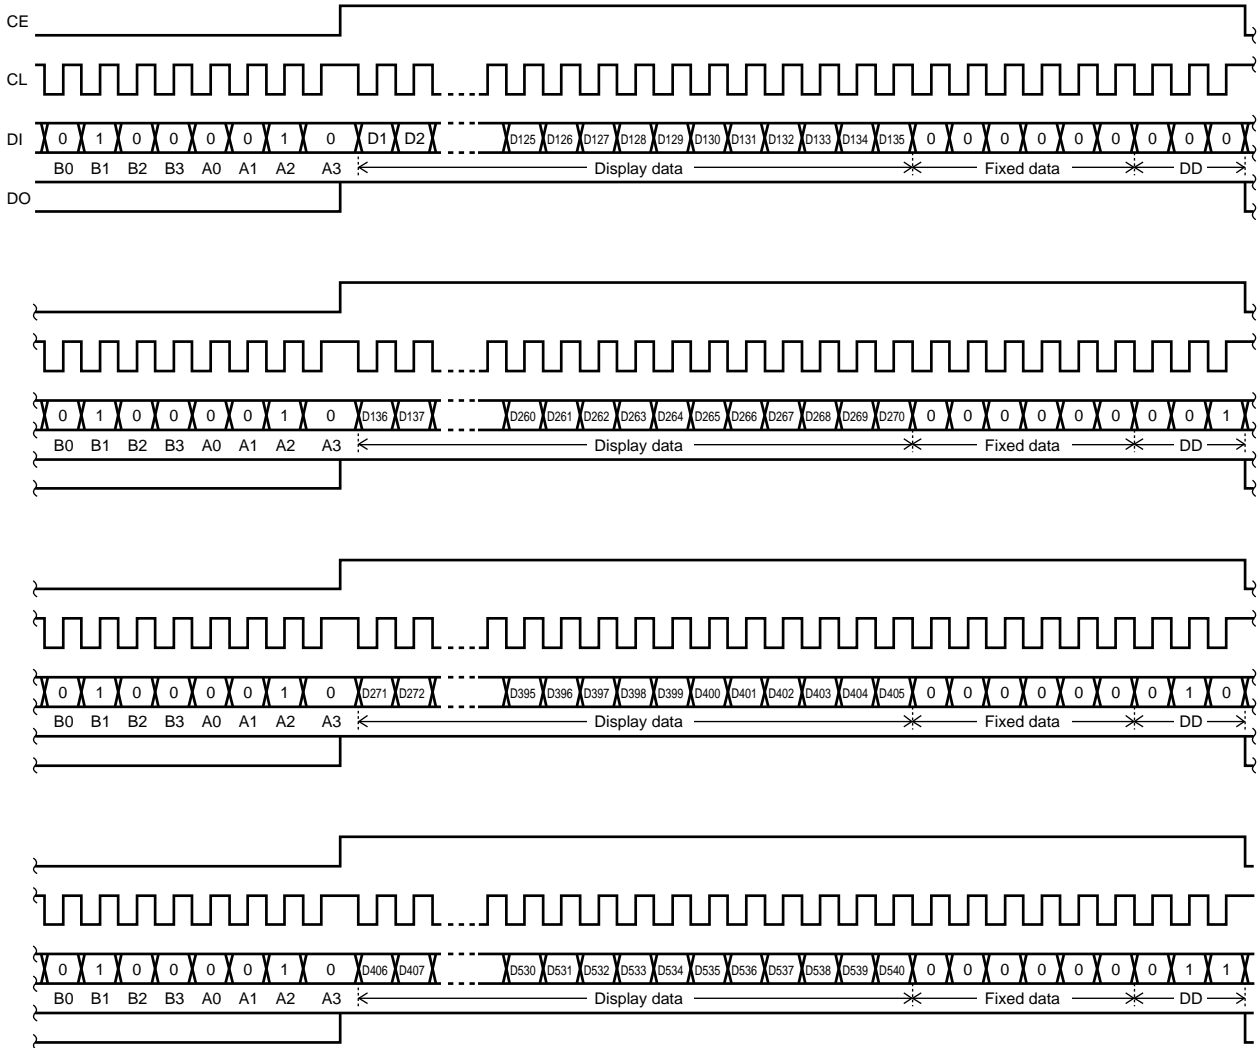 CE
CL
DI 0 1 0 0 0 0 1 0 D1 D2 D125 D126 D127 D128 D129 D130 D131 D132 D133 D134 D135 0 0 0 0 0 0 0 0 0
B0 B1 B2 B3 A0 A1 A2 A3 Display data Fixed data DD
DO
0 1 0 0 0 0 1 0 D136 D137 D260 D261 D262 D263 D264 D265 D266 D267 D268 D269 D270 0 0 0 0 0 0 0 0 1
B0 B1 B2 B3 A0 A1 A2 A3 Display data Fixed data DD
0 1 0 0 0 0 1 0 D271 D272 D395 D396 D397 D398 D399 D400 D401 D402 D403 D404 D405 0 0 0 0 0 0 0 1 0
B0 B1 B2 B3 A0 A1 A2 A3 Display data Fixed data DD
0 1 0 0 0 0 1 0 D406 D407 D530 D531 D532 D533 D534 D535 D536 D537 D538 D539 D540 0 0 0 0 0 0 0 1 1
B0 B1 B2 B3 A0 A1 A2 A3 Display data Fixed data DD